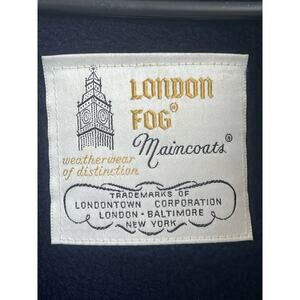 LONDON
FOG®
Maincoats®
weatherwear
of distinction
TRADEMARKS OF
LONDONTOWN CORPORATION
LONDON - BALTIMORE
NEW YORK